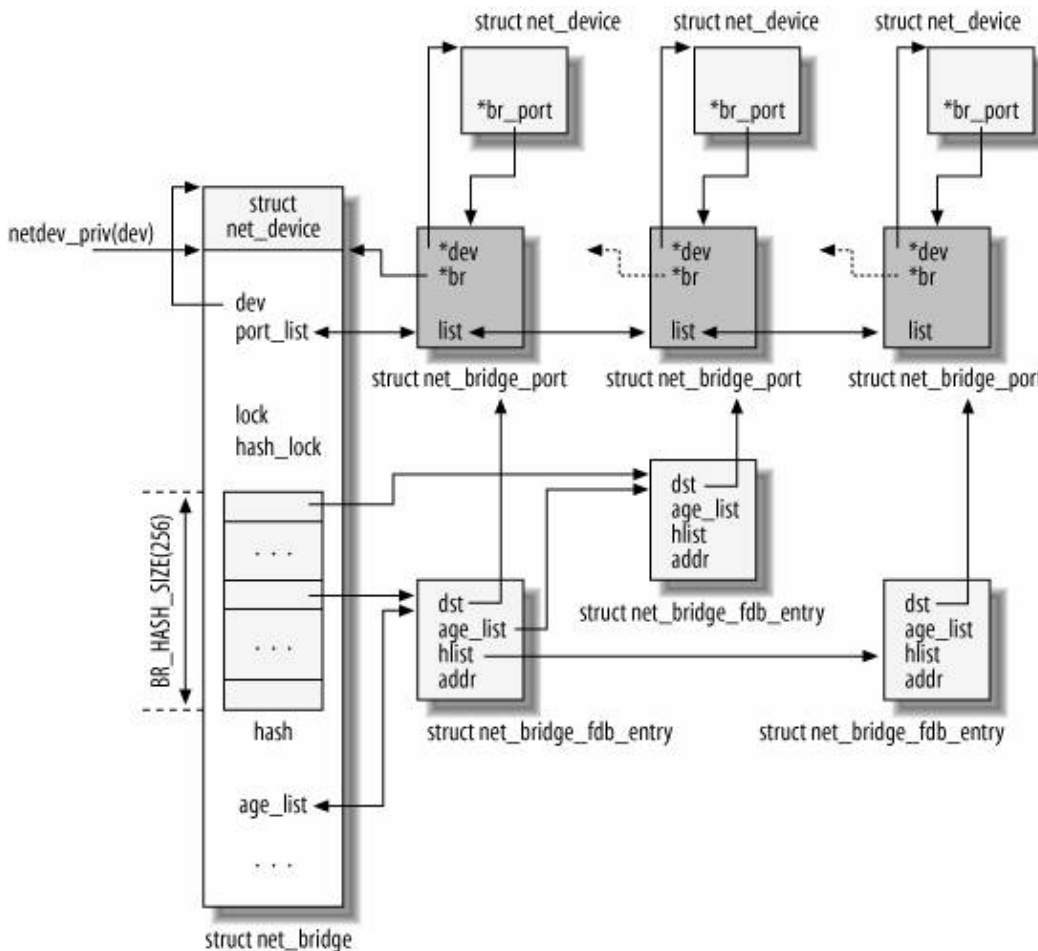 struct net_device
struct net_device
struct net_device
*br_port
*br_port
*br_port
struct
net_device
netdev_priv(dev)
*dev
*br
list
*dev
*br
list
*dev
*br
list
dev
port_list
struct net_bridge_port
struct net_bridge_port
struct net_bridge_port
lock
hash_lock
BR_HASH_SIZE(256)
. . .
. . .
hash
dst
age_list
hlist
addr
struct net_bridge_fdb_entry
dst
age_list
hlist
addr
struct net_bridge_fdb_entry
dst
age_list
hlist
addr
struct net_bridge_fdb_entry
age_list
. . .
struct net_bridge